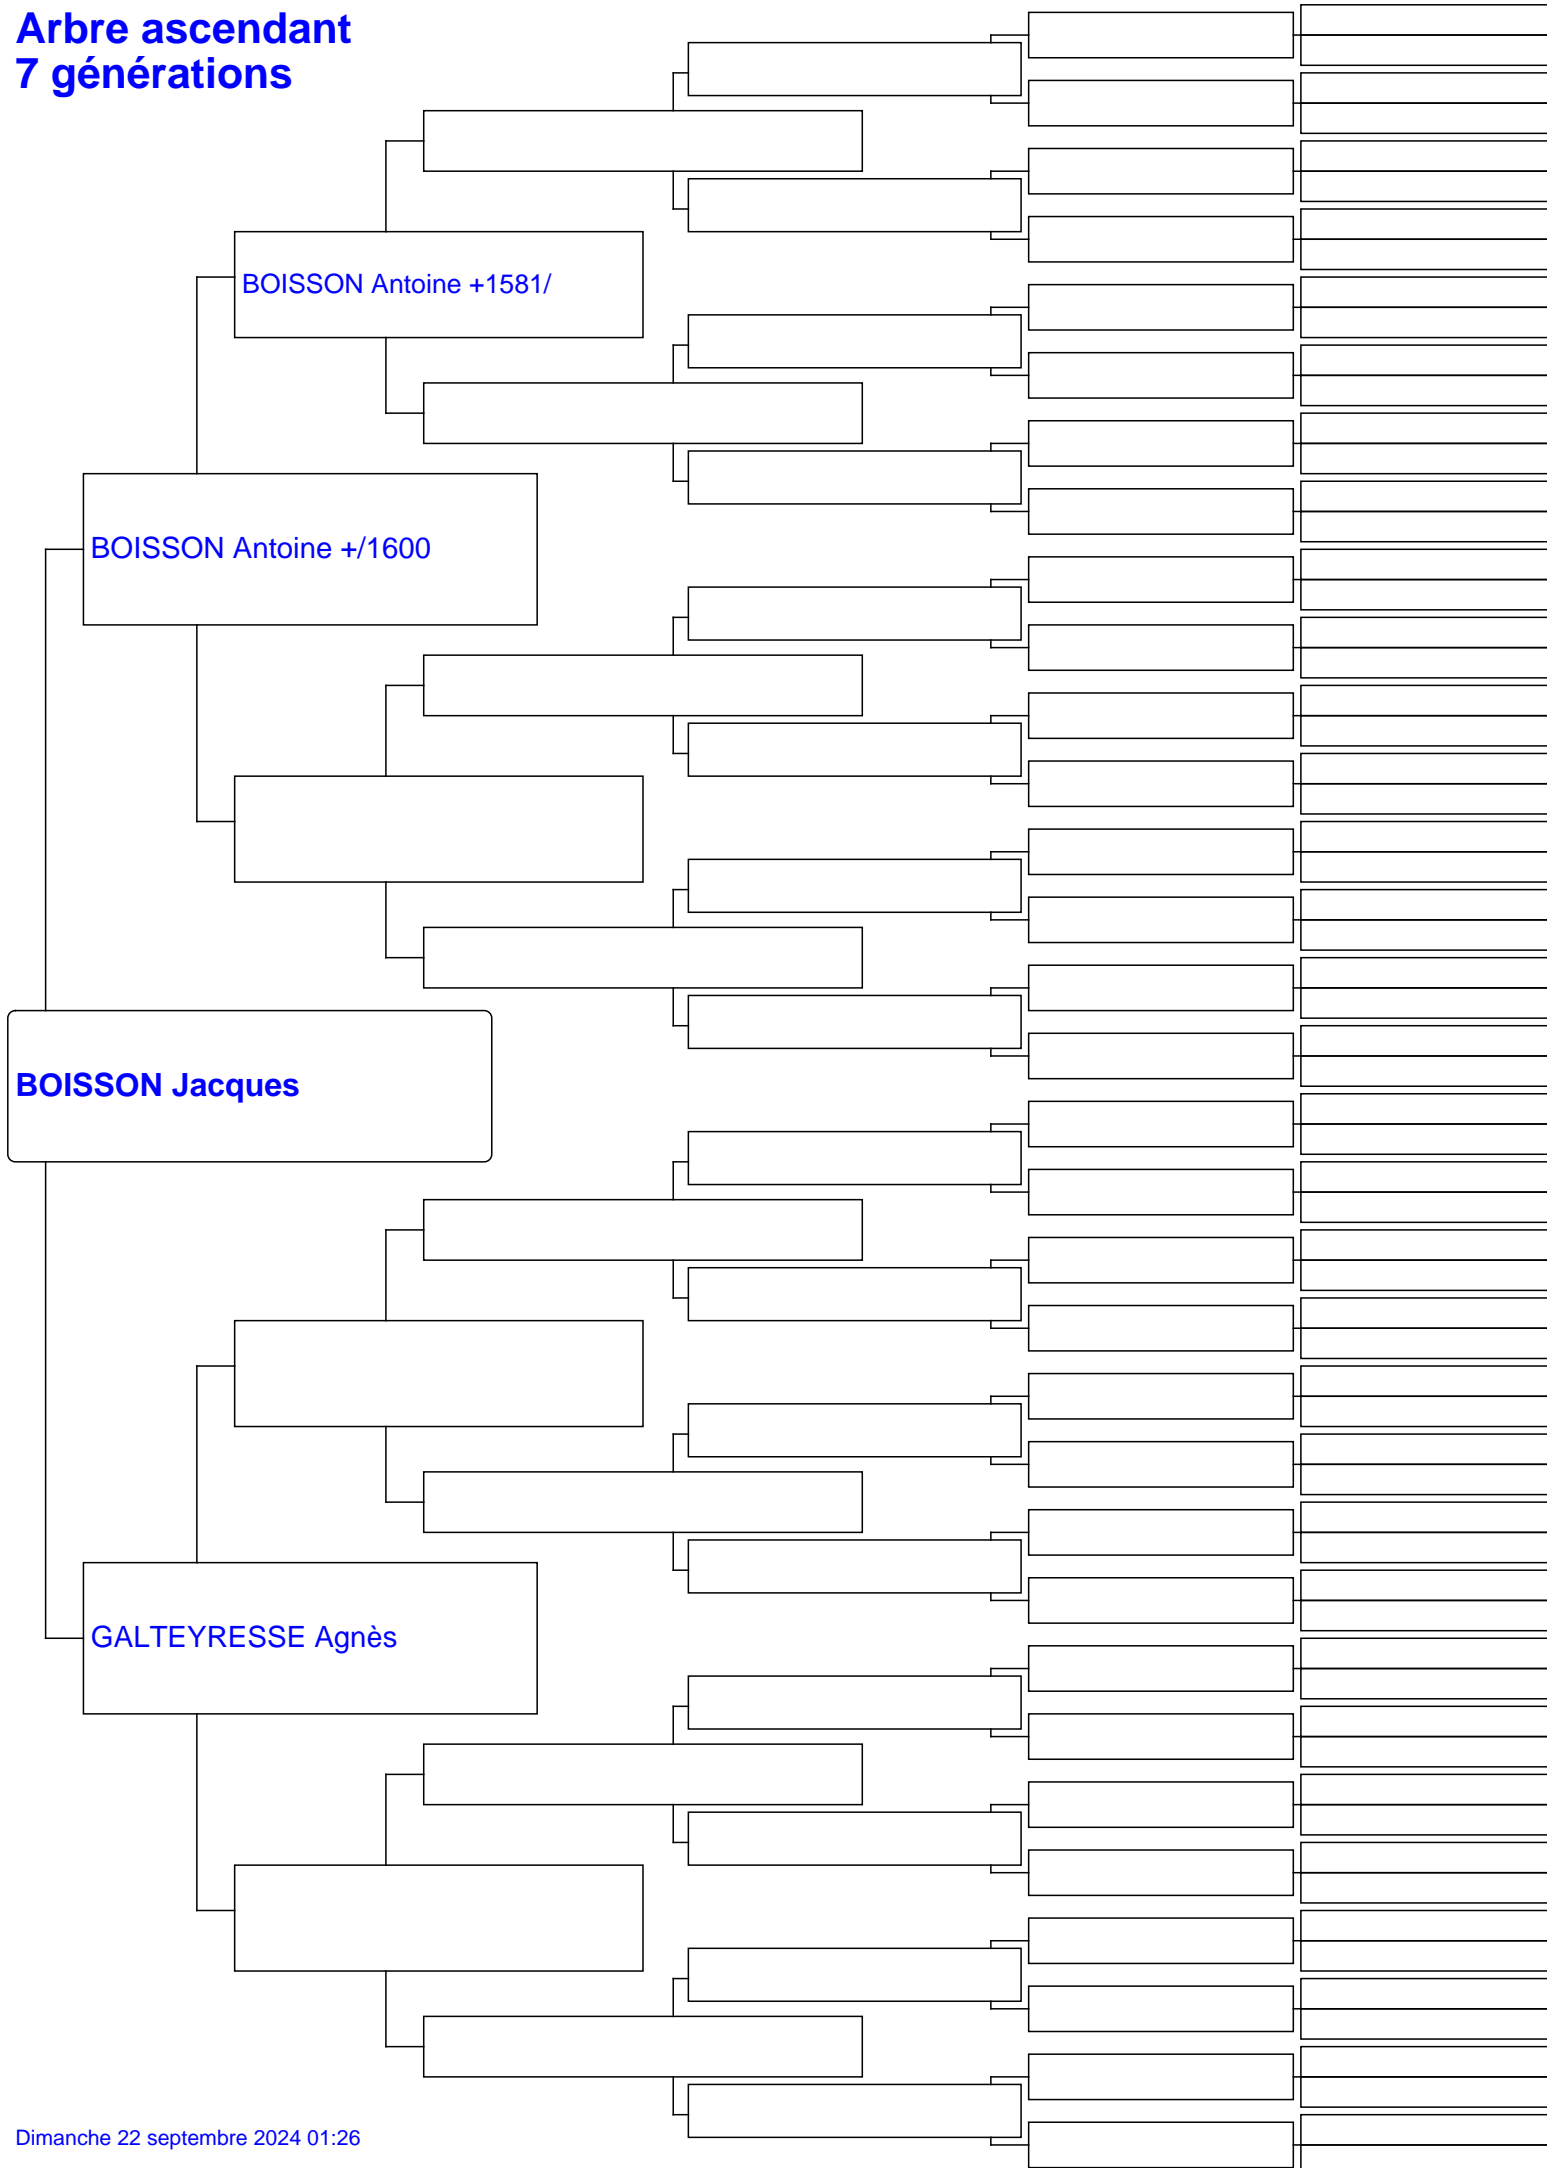 Arbre ascendant
7 générations
BOISSON Antoine +1581/
BOISSON Antoine +/1600
BOISSON Jacques
GALTEYRESSE Agnès
Dimanche 22 septembre 2024 01:26